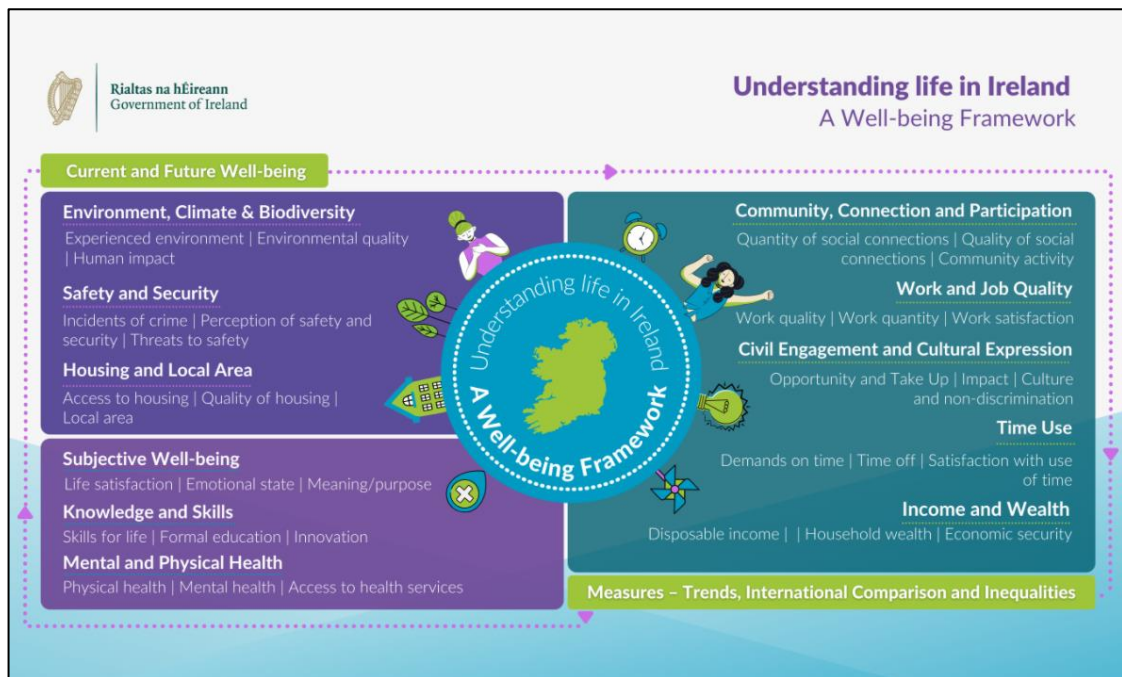 Rialtas na hÉireann
Government of Ireland
Understanding life in Ireland
A Well-being Framework
Current and Future Well-being
Environment, Climate & Biodiversity
Experienced environment | Environmental quality
| Human impact
Safety and Security
Incidents of crime | Perception of safety and
security | Threats to safety
Housing and Local Area
Access to housing | Quality of housing |
Local area
Subjective Well-being
Life satisfaction | Emotional state | Meaning/purpose
Knowledge and Skills
Skills for life | Formal education | Innovation
Mental and Physical Health
Physical health | Mental health | Access to health services
Understanding life in Ireland
A Well-being Framework
Community, Connection and Participation
Quantity of social connections | Quality of social
connections | Community activity
Work and Job Quality
Work quality | Work quantity | Work satisfaction
Civil Engagement and Cultural Expression
Opportunity and Take Up | Impact | Culture
and non-discrimination
Time Use
Demands on time | Time off | Satisfaction with use
of time
Income and Wealth
Disposable income | | Household wealth | Economic security
Measures – Trends, International Comparison and Inequalities